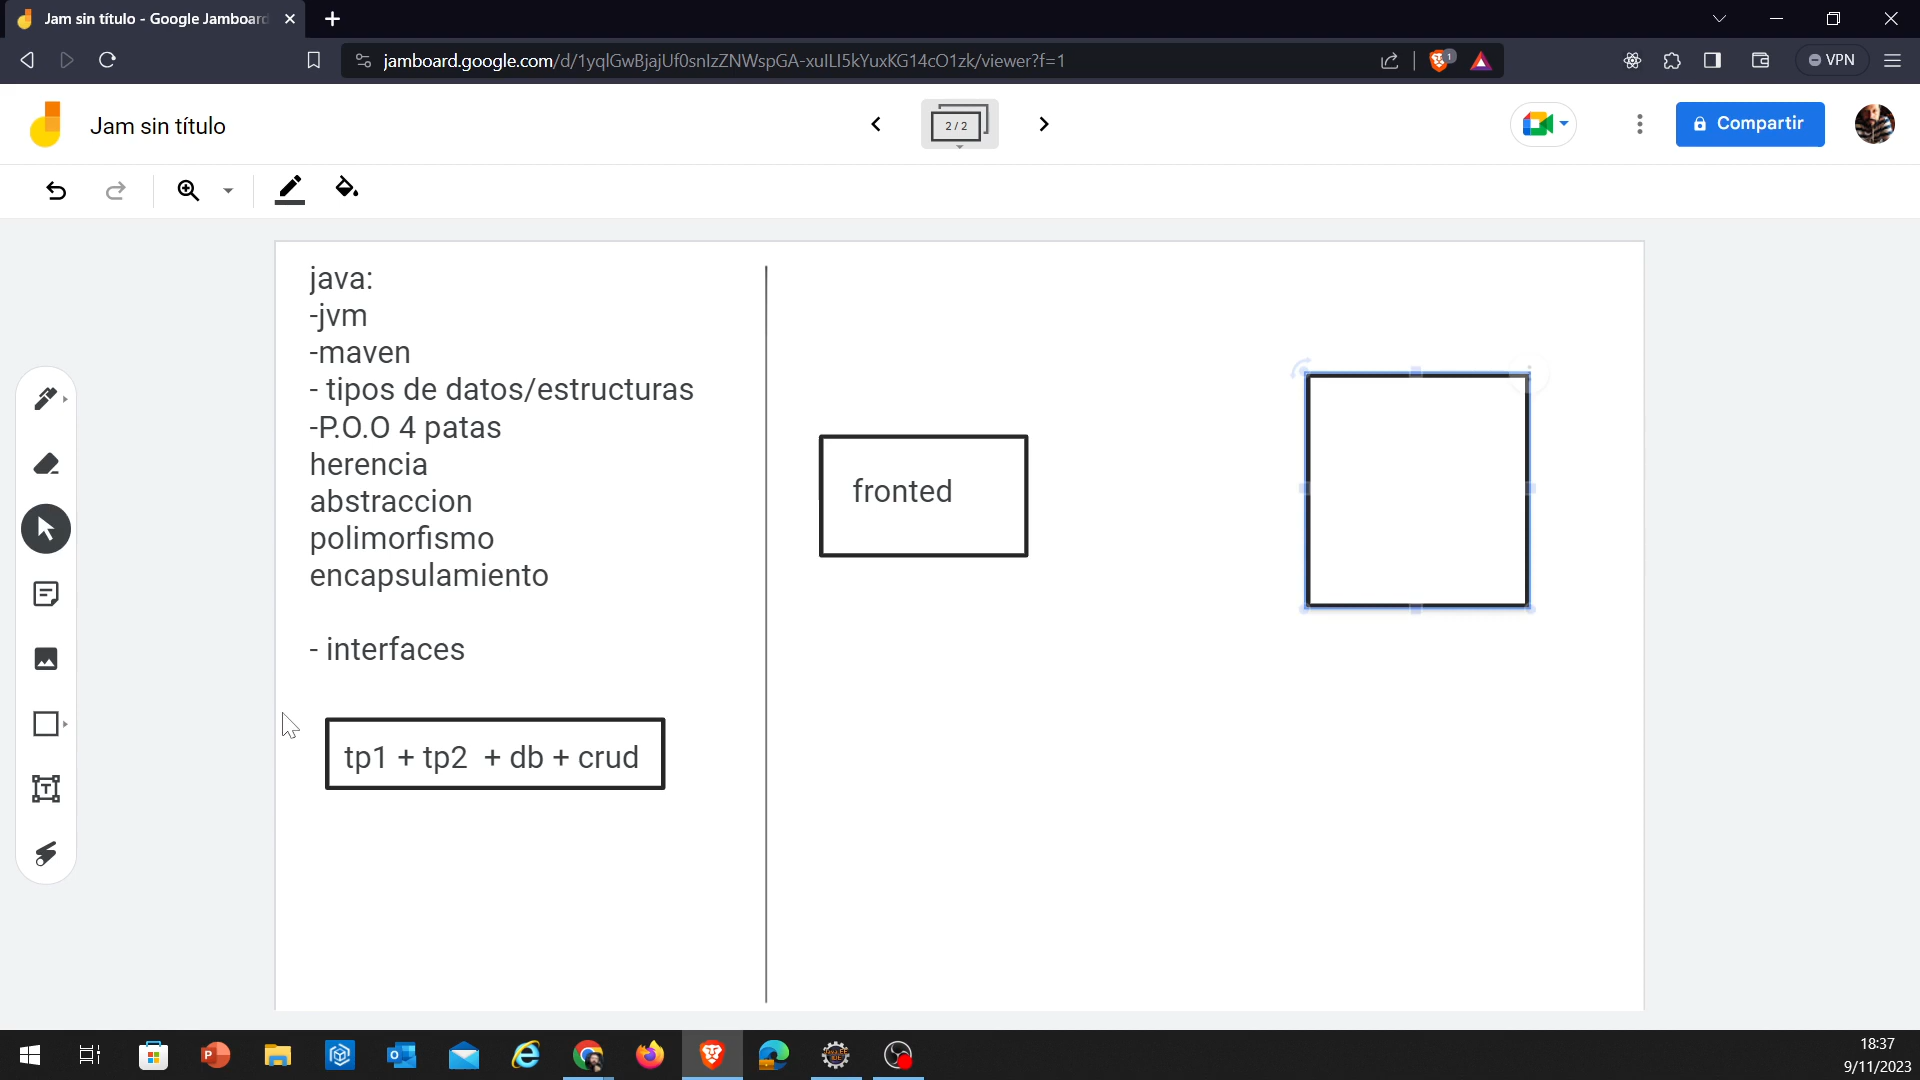 Jam sin título - Google Jamboard
jamboard.google.com/d/1yqlGwBjajUf0snIzZNWspGA-xulLI5kYuxKG14cO1zk/viewer?f=1
1
VPN
Jam sin título
2 / 2
Compartir
java:
-jvm
-maven
- tipos de datos/estructuras
-P.O.O 4 patas
herencia
abstraccion
polimorfismo
encapsulamiento
- interfaces
tp1 + tp2 + db + crud
fronted
18:37
9/11/2023